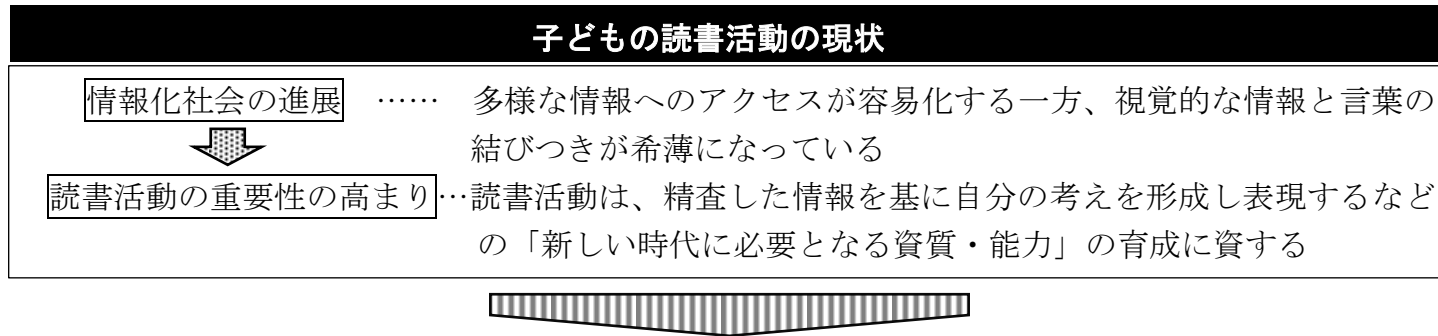 子どもの読書活動の現状
情報化社会の進展 …… 多様な情報へのアクセスが容易化する一方、視覚的な情報と言葉の
結びつきが希薄になっている
読書活動の重要性の高まり…読書活動は、精査した情報を基に自分の考えを形成し表現するなど
の「新しい時代に必要となる資質・能力」の育成に資する